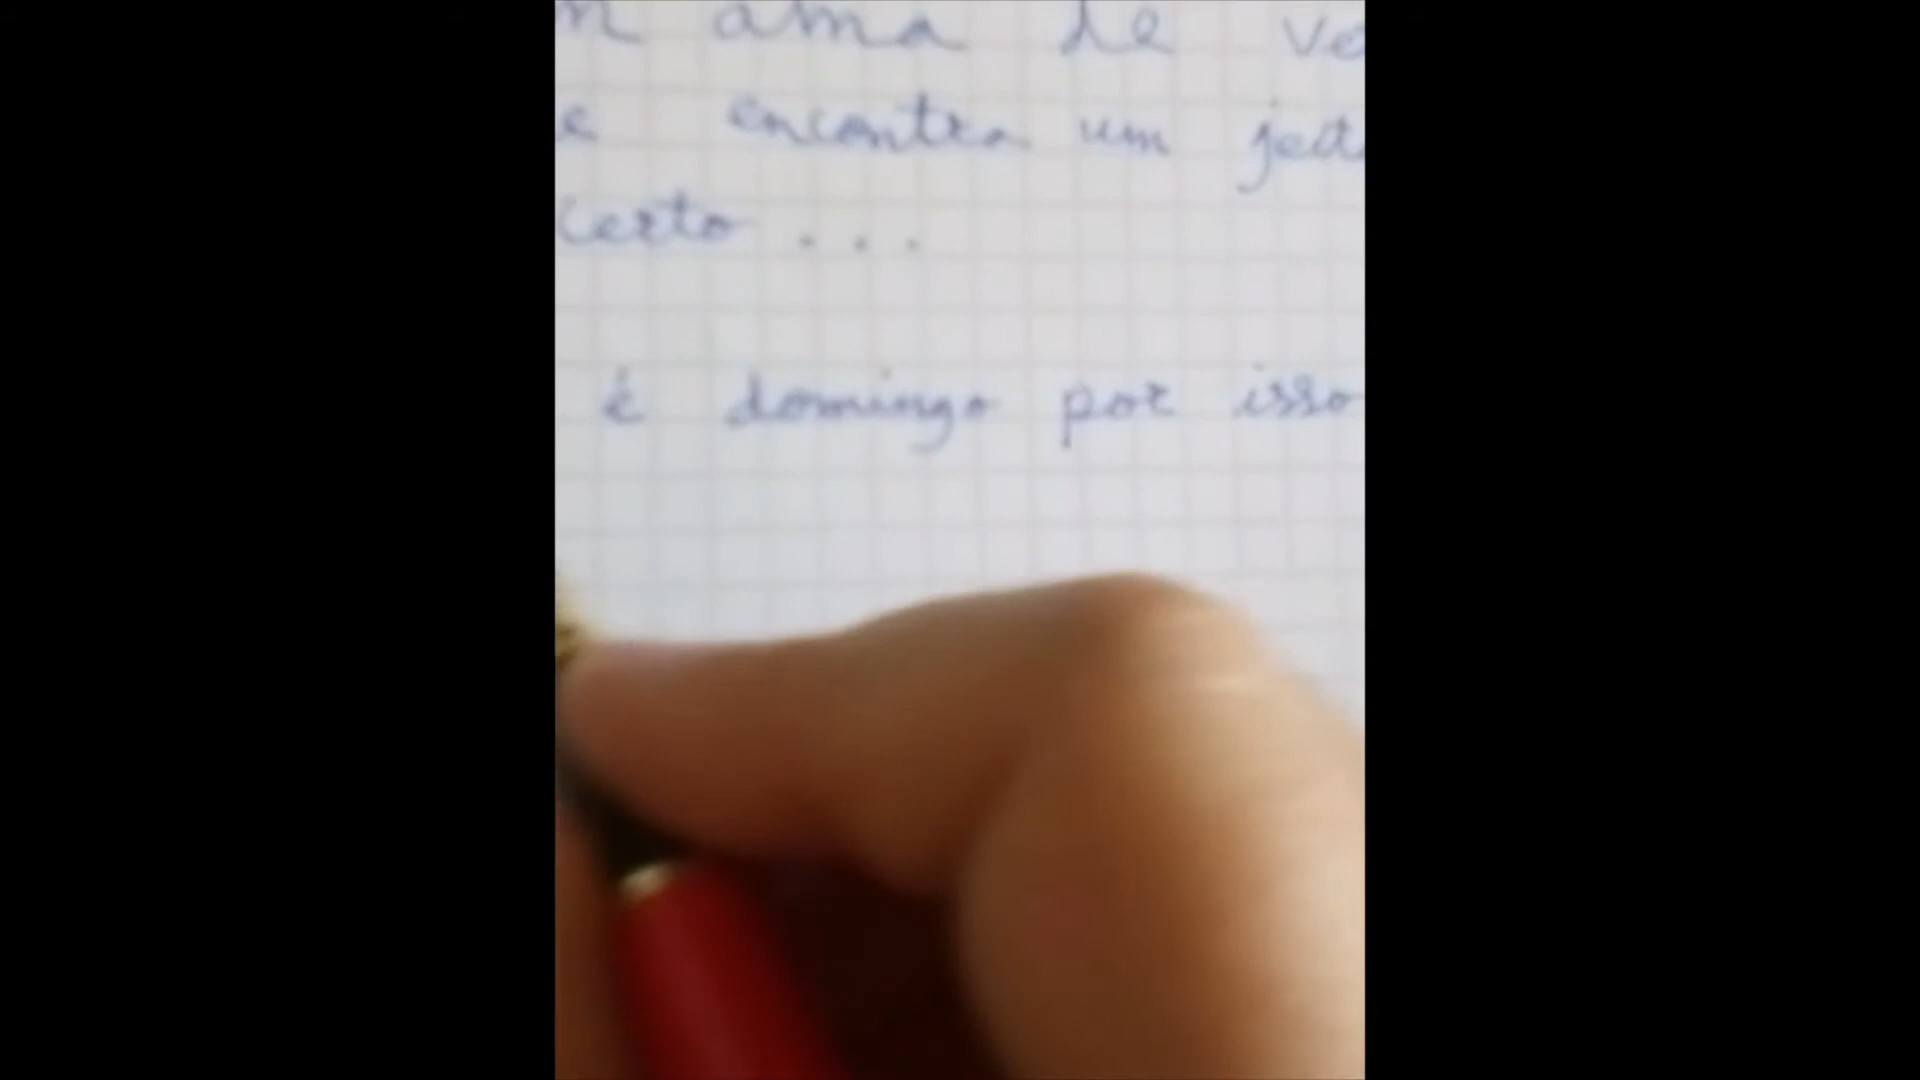 ama de
e encontra um
certo...
é domingo por isso